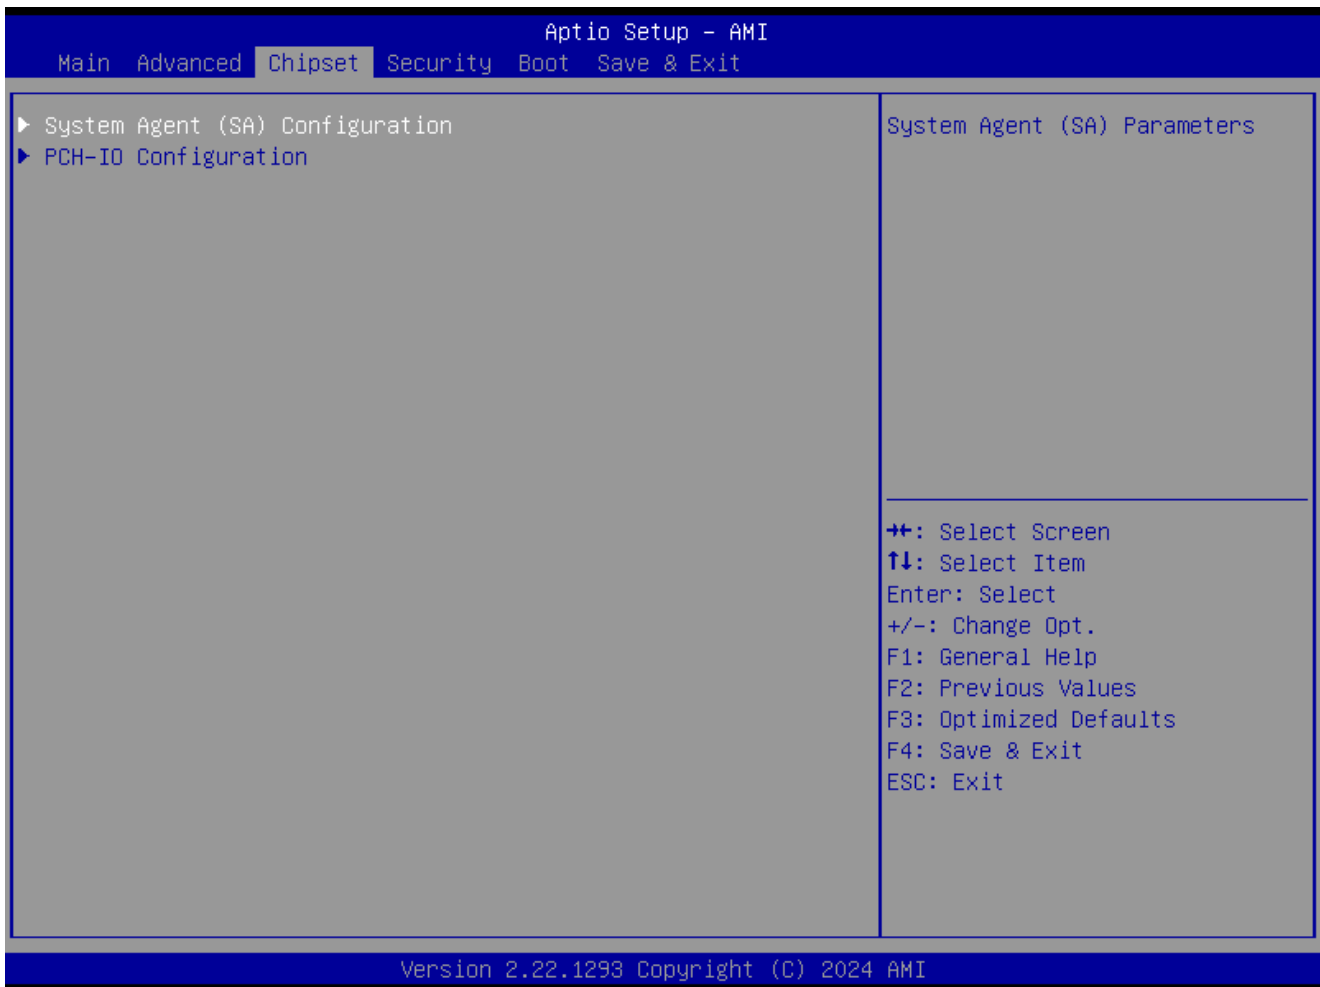 Aptio Setup – AMI
Main Advanced Chipset Security Boot Save & Exit
System Agent (SA) Configuration
PCH-IO Configuration
System Agent (SA) Parameters
→←: Select Screen
↑↓: Select Item
Enter: Select
+/-: Change Opt.
F1: General Help
F2: Previous Values
F3: Optimized Defaults
F4: Save & Exit
ESC: Exit
Version 2.22.1293 Copyright (C) 2024 AMI